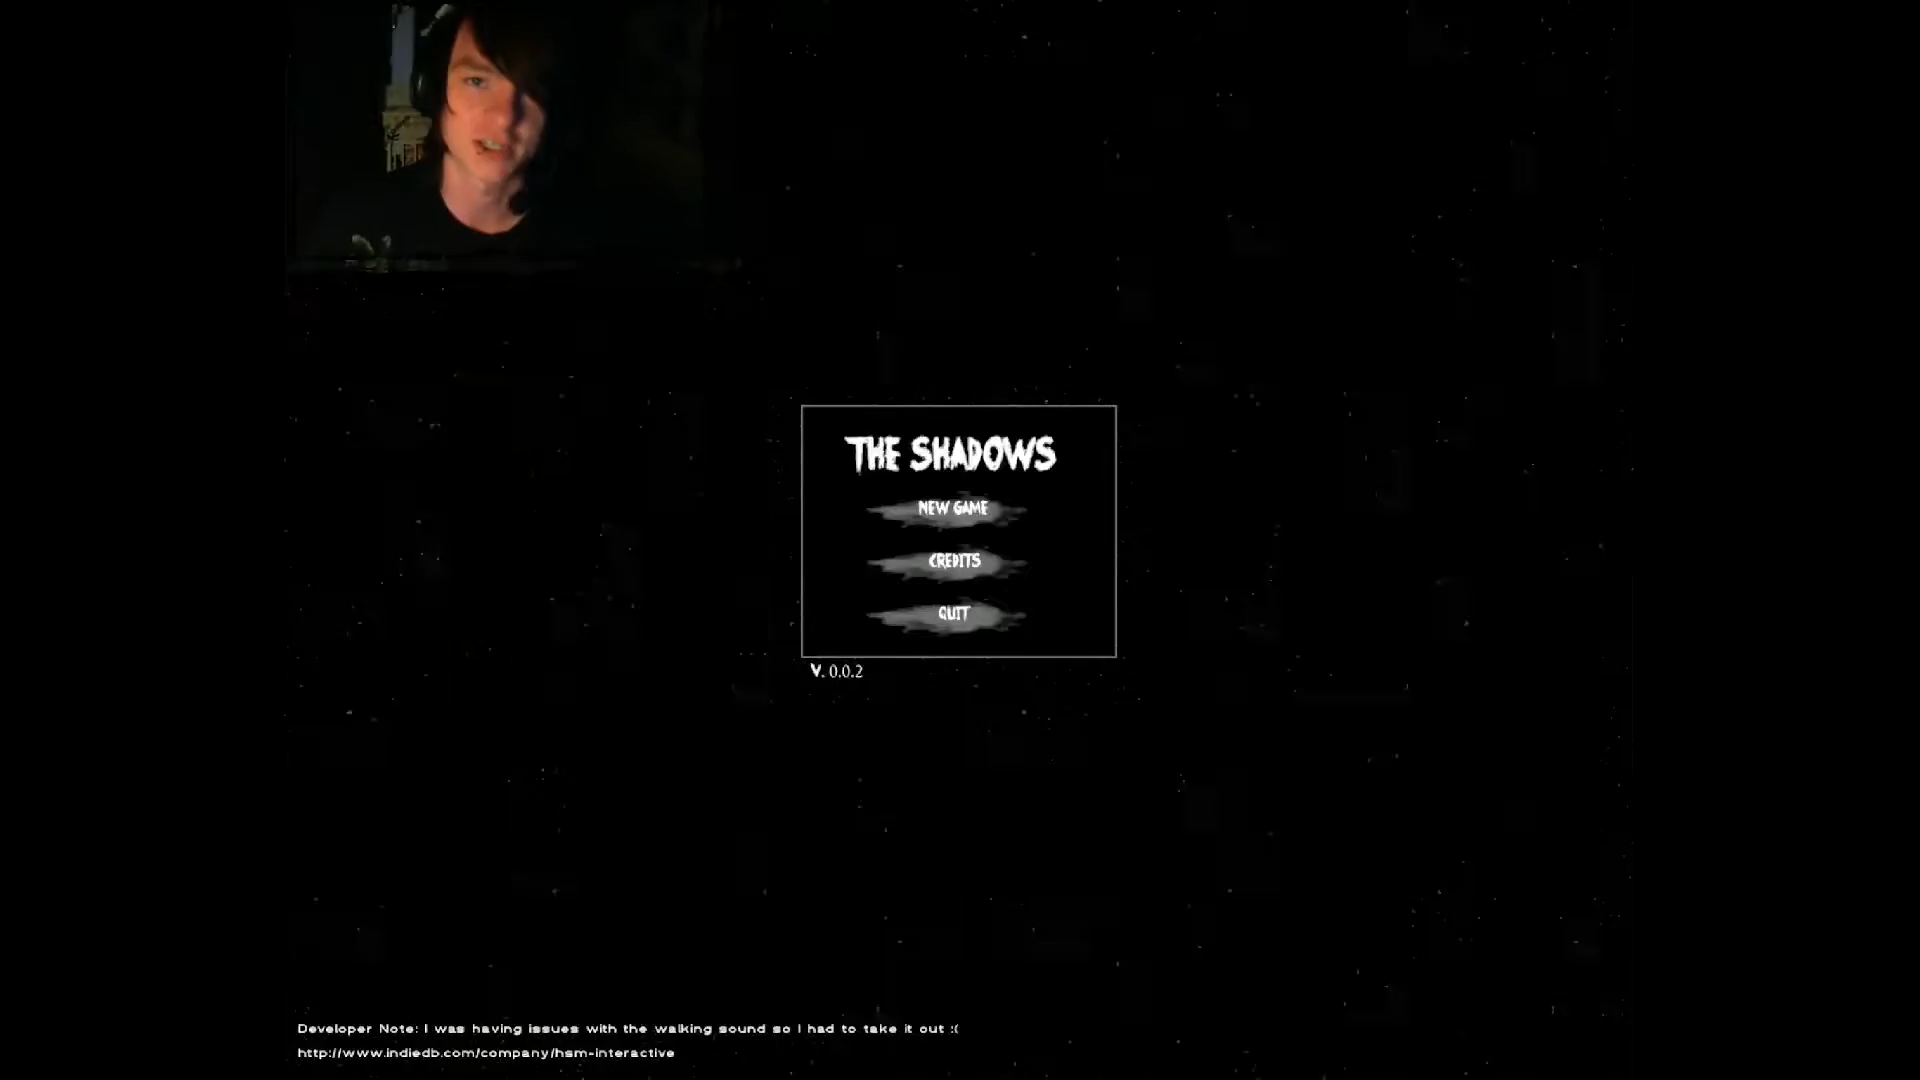 THE SHADOWS
NEW GAME
CREDITS
QUIT
V. 0.0.2
Developer Note: I was having issues with the walking sound so I had to take it out :(
http://www.indiedb.com/company/hsm-interactive